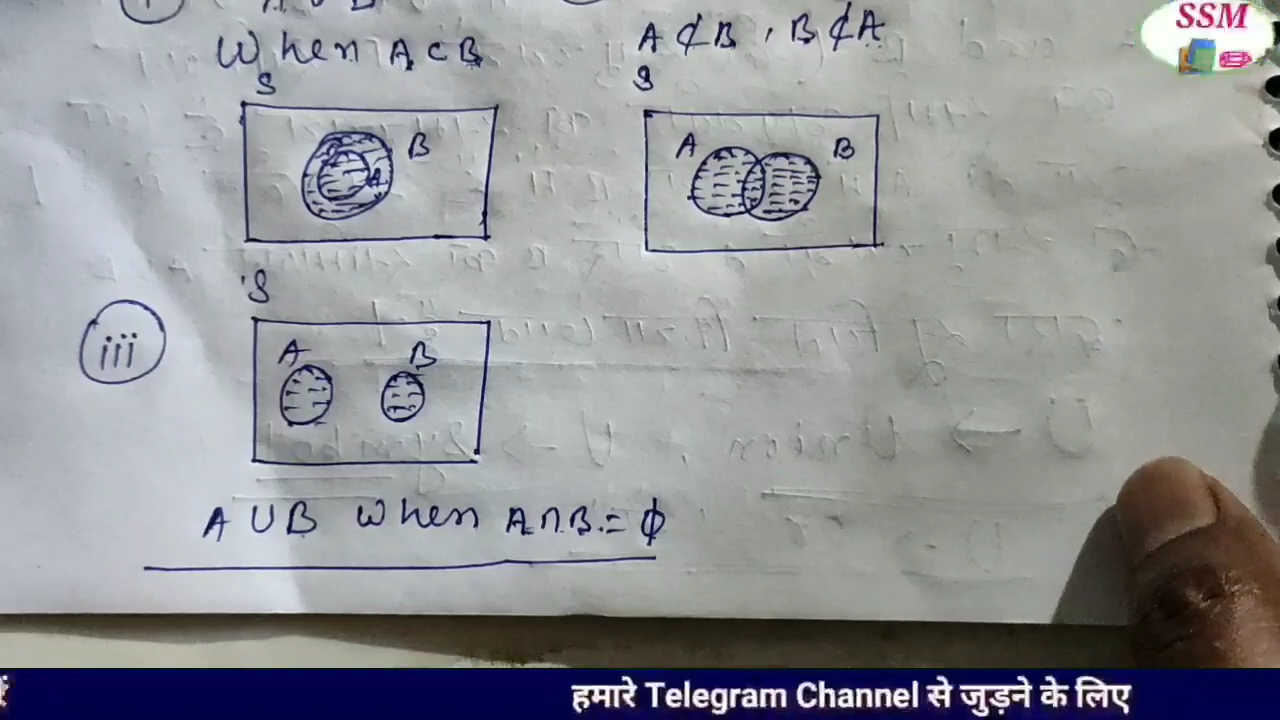 A U B
When A ⊂ B
A ⊄ B , B ⊄ A
SSM
S
B
A
S
A
B
iii
S
A
B
A U B When A ∩ B = ϕ
हमारे Telegram Channel से जुड़ने के लिए